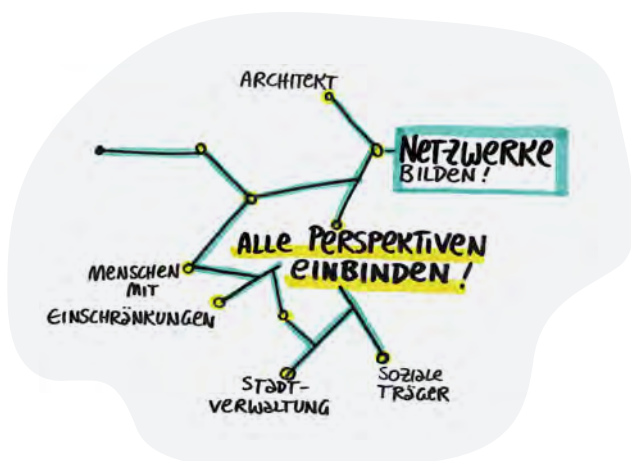 ARCHITEKT
NETZWERKE
BILDEN!
ALLE PERSPEKTIVEN
EINBINDEN!
MENSCHEN
MIT
EINSCHRÄNKUNGEN
STADT-
VERWALTUNG
SOZIALE
TRÄGER